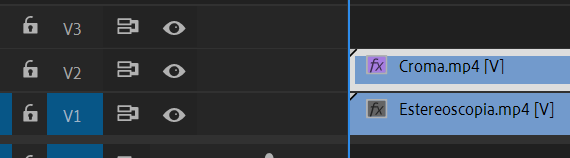 V3
V2
fx Croma.mp4 [V]
V1
fx Estereoscopia.mp4 [V]